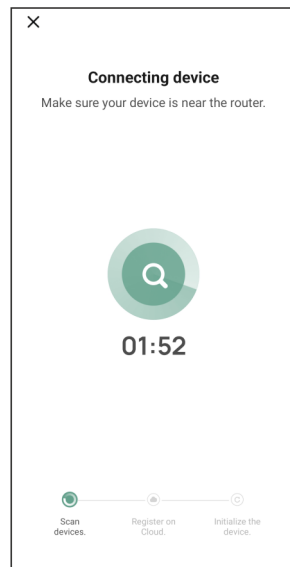 Connecting device
Make sure your device is near the router.
01:52
Scan
devices.
Register on
Cloud.
Initialize the
device.